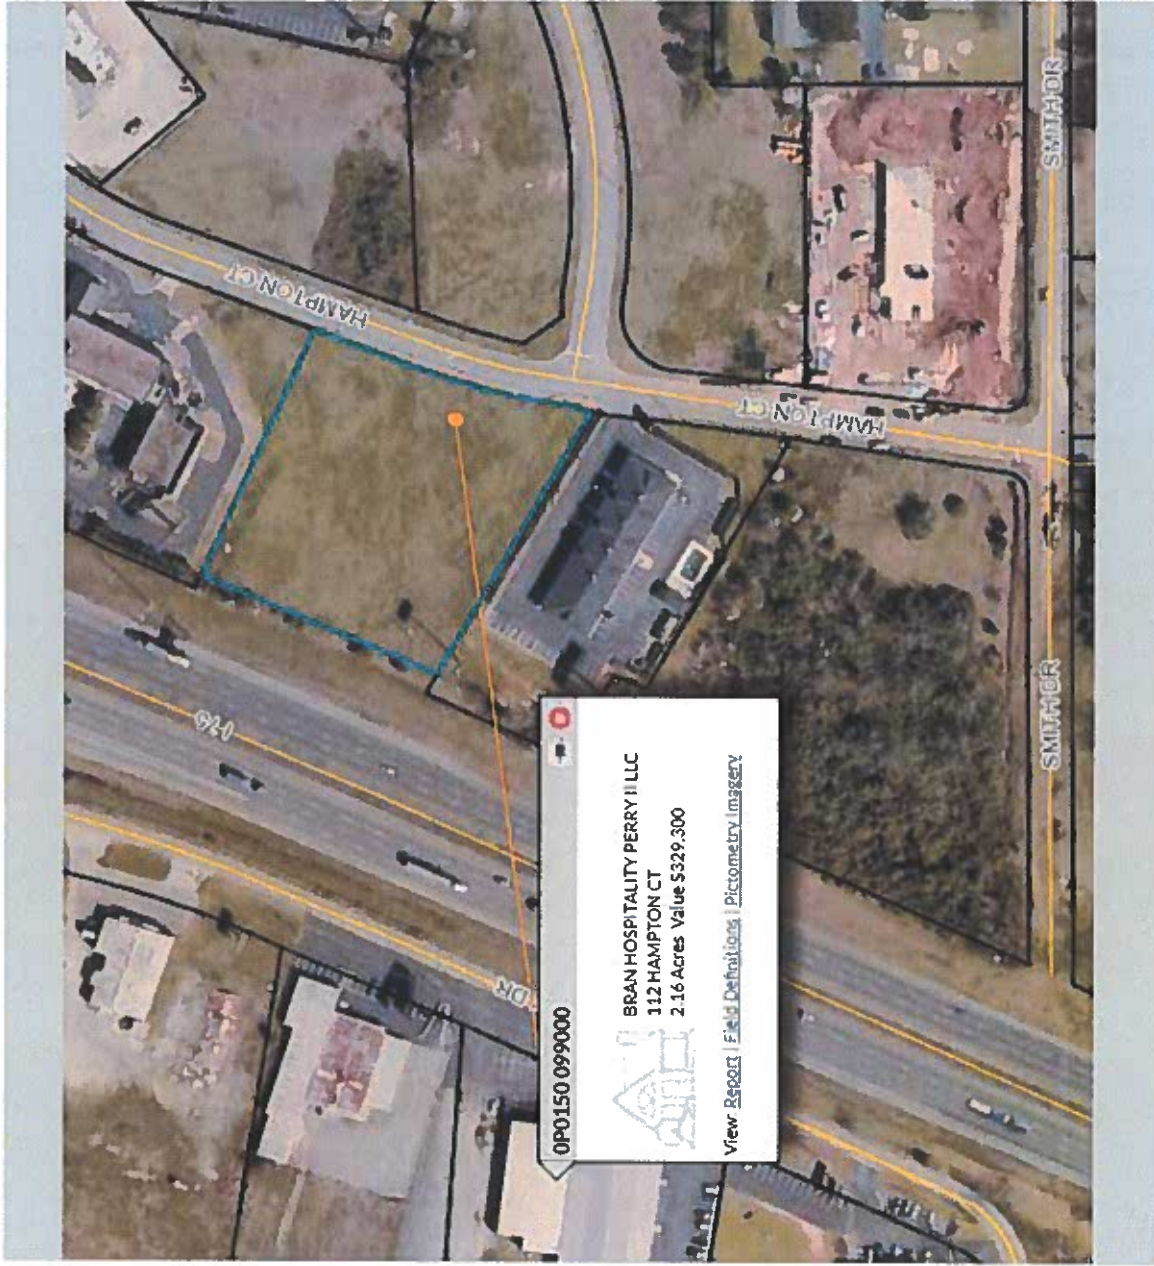 SMITH DR
HAMPTON CT
HAMPTON CT
SMITH DR
I-75
DR
0P0150 099000
BRAN HOSPITALITY PERRY II LLC
112 HAMPTON CT
2.16 Acres Value $329,300
View: Report | Field Definitions | Pictometry Imagery